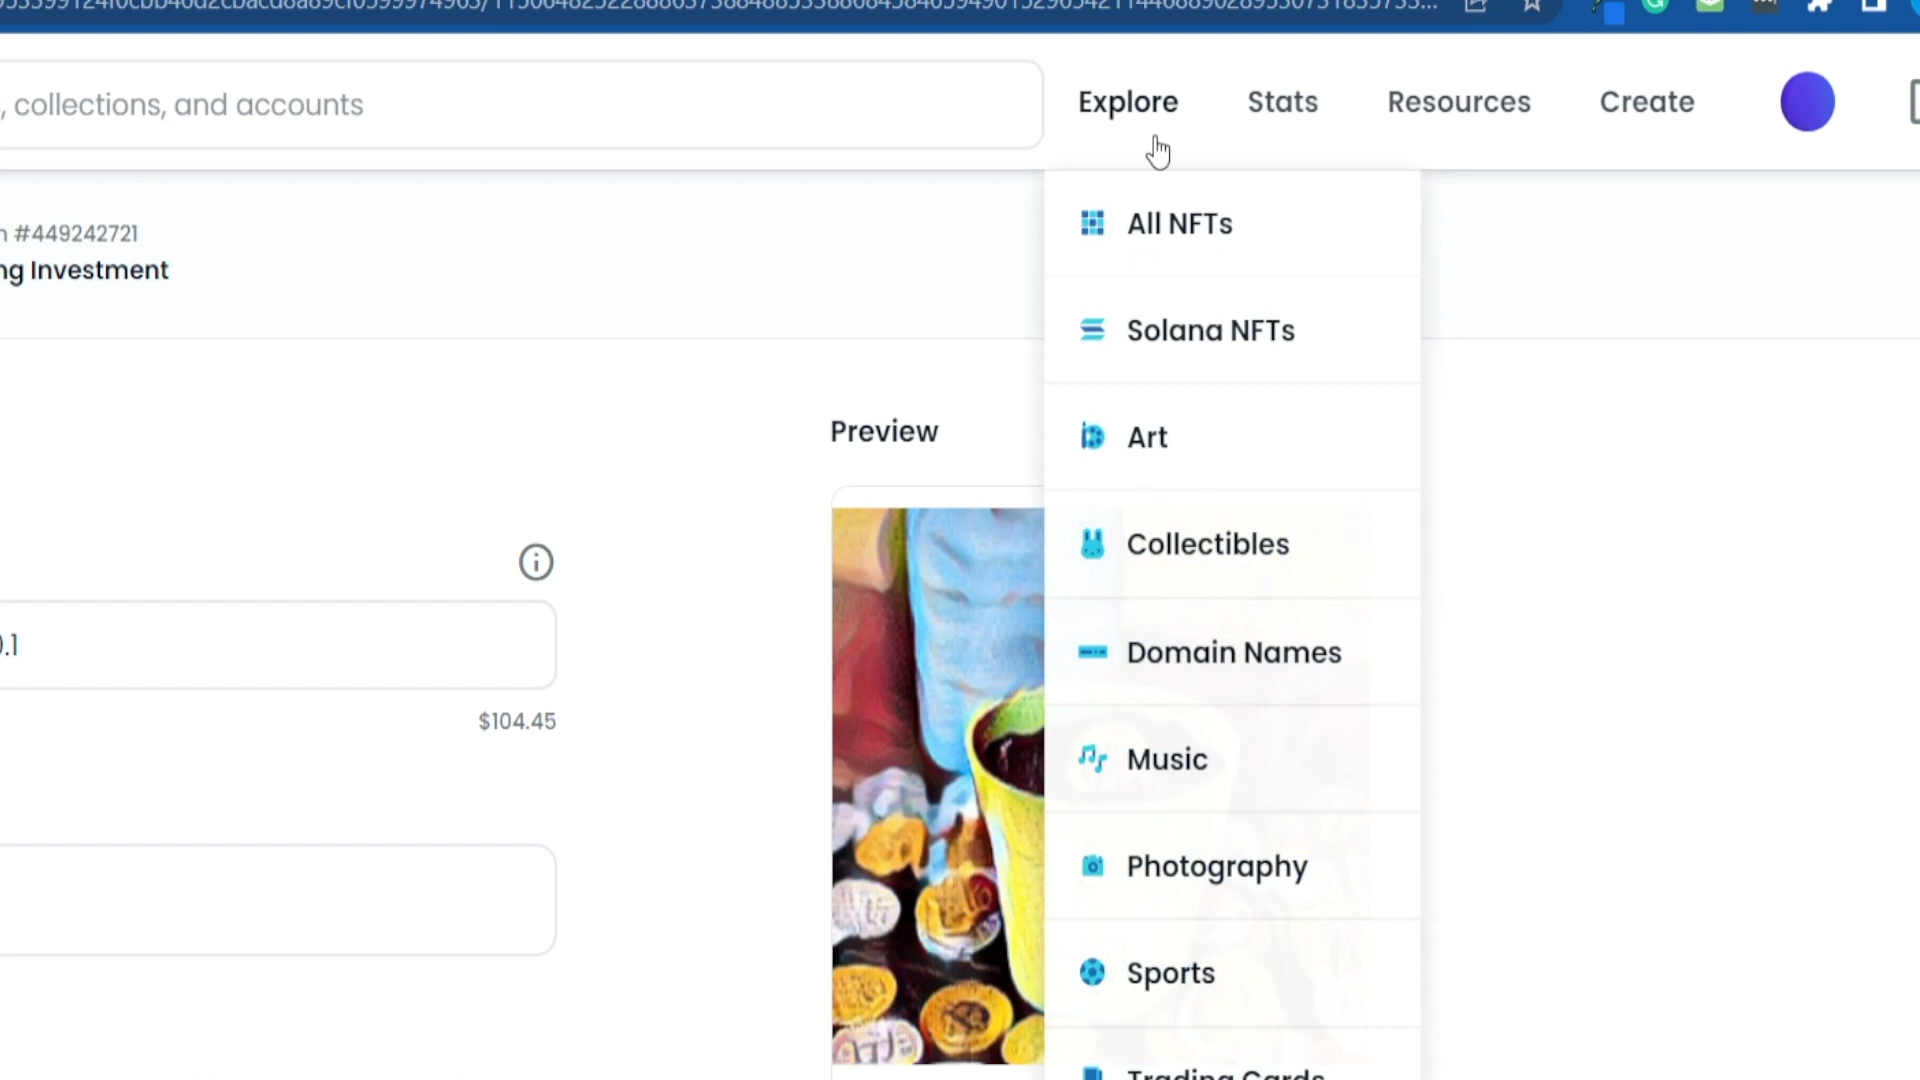 , collections, and accounts
Explore
Stats
Resources
Create
#449242721
ng Investment
All NFTs
Solana NFTs
Art
Collectibles
Domain Names
Music
Photography
Sports
Trading Cards
Preview
0.1
$104.45